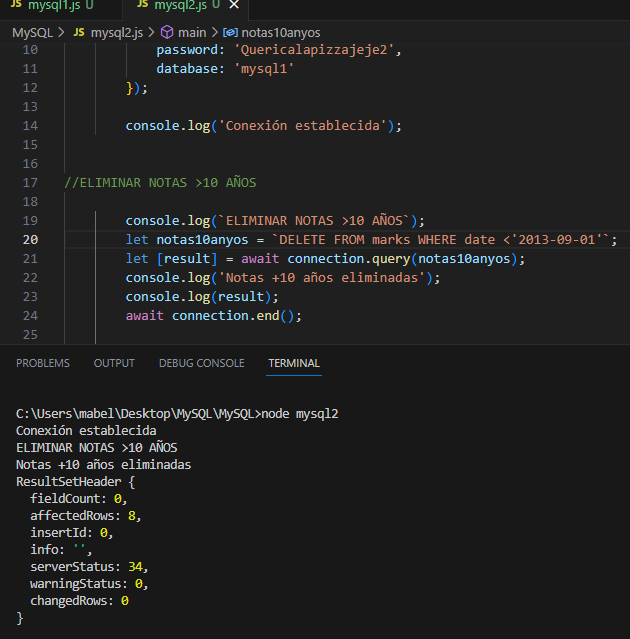 JS mysql1.js U JS mysql2.js U ×
MySQL > JS mysql2.js > main > notas10anyos
10 password: 'Quericalapizzajeje2',
11 database: 'mysql1'
12 });
13
14 console.log('Conexión establecida');
15
16
17 //ELIMINAR NOTAS >10 AÑOS
18
19 console.log(`ELIMINAR NOTAS >10 AÑOS`);
20 let notas10anyos = `DELETE FROM marks WHERE date <'2013-09-01'`;
21 let [result] = await connection.query(notas10anyos);
22 console.log('Notas +10 años eliminadas');
23 console.log(result);
24 await connection.end();
25
PROBLEMS OUTPUT DEBUG CONSOLE TERMINAL
C:\Users\mabel\Desktop\MySQL\MySQL>node mysql2
Conexión establecida
ELIMINAR NOTAS >10 AÑOS
Notas +10 años eliminadas
ResultSetHeader {
fieldCount: 0,
affectedRows: 8,
insertId: 0,
info: '',
serverStatus: 34,
warningStatus: 0,
changedRows: 0
}